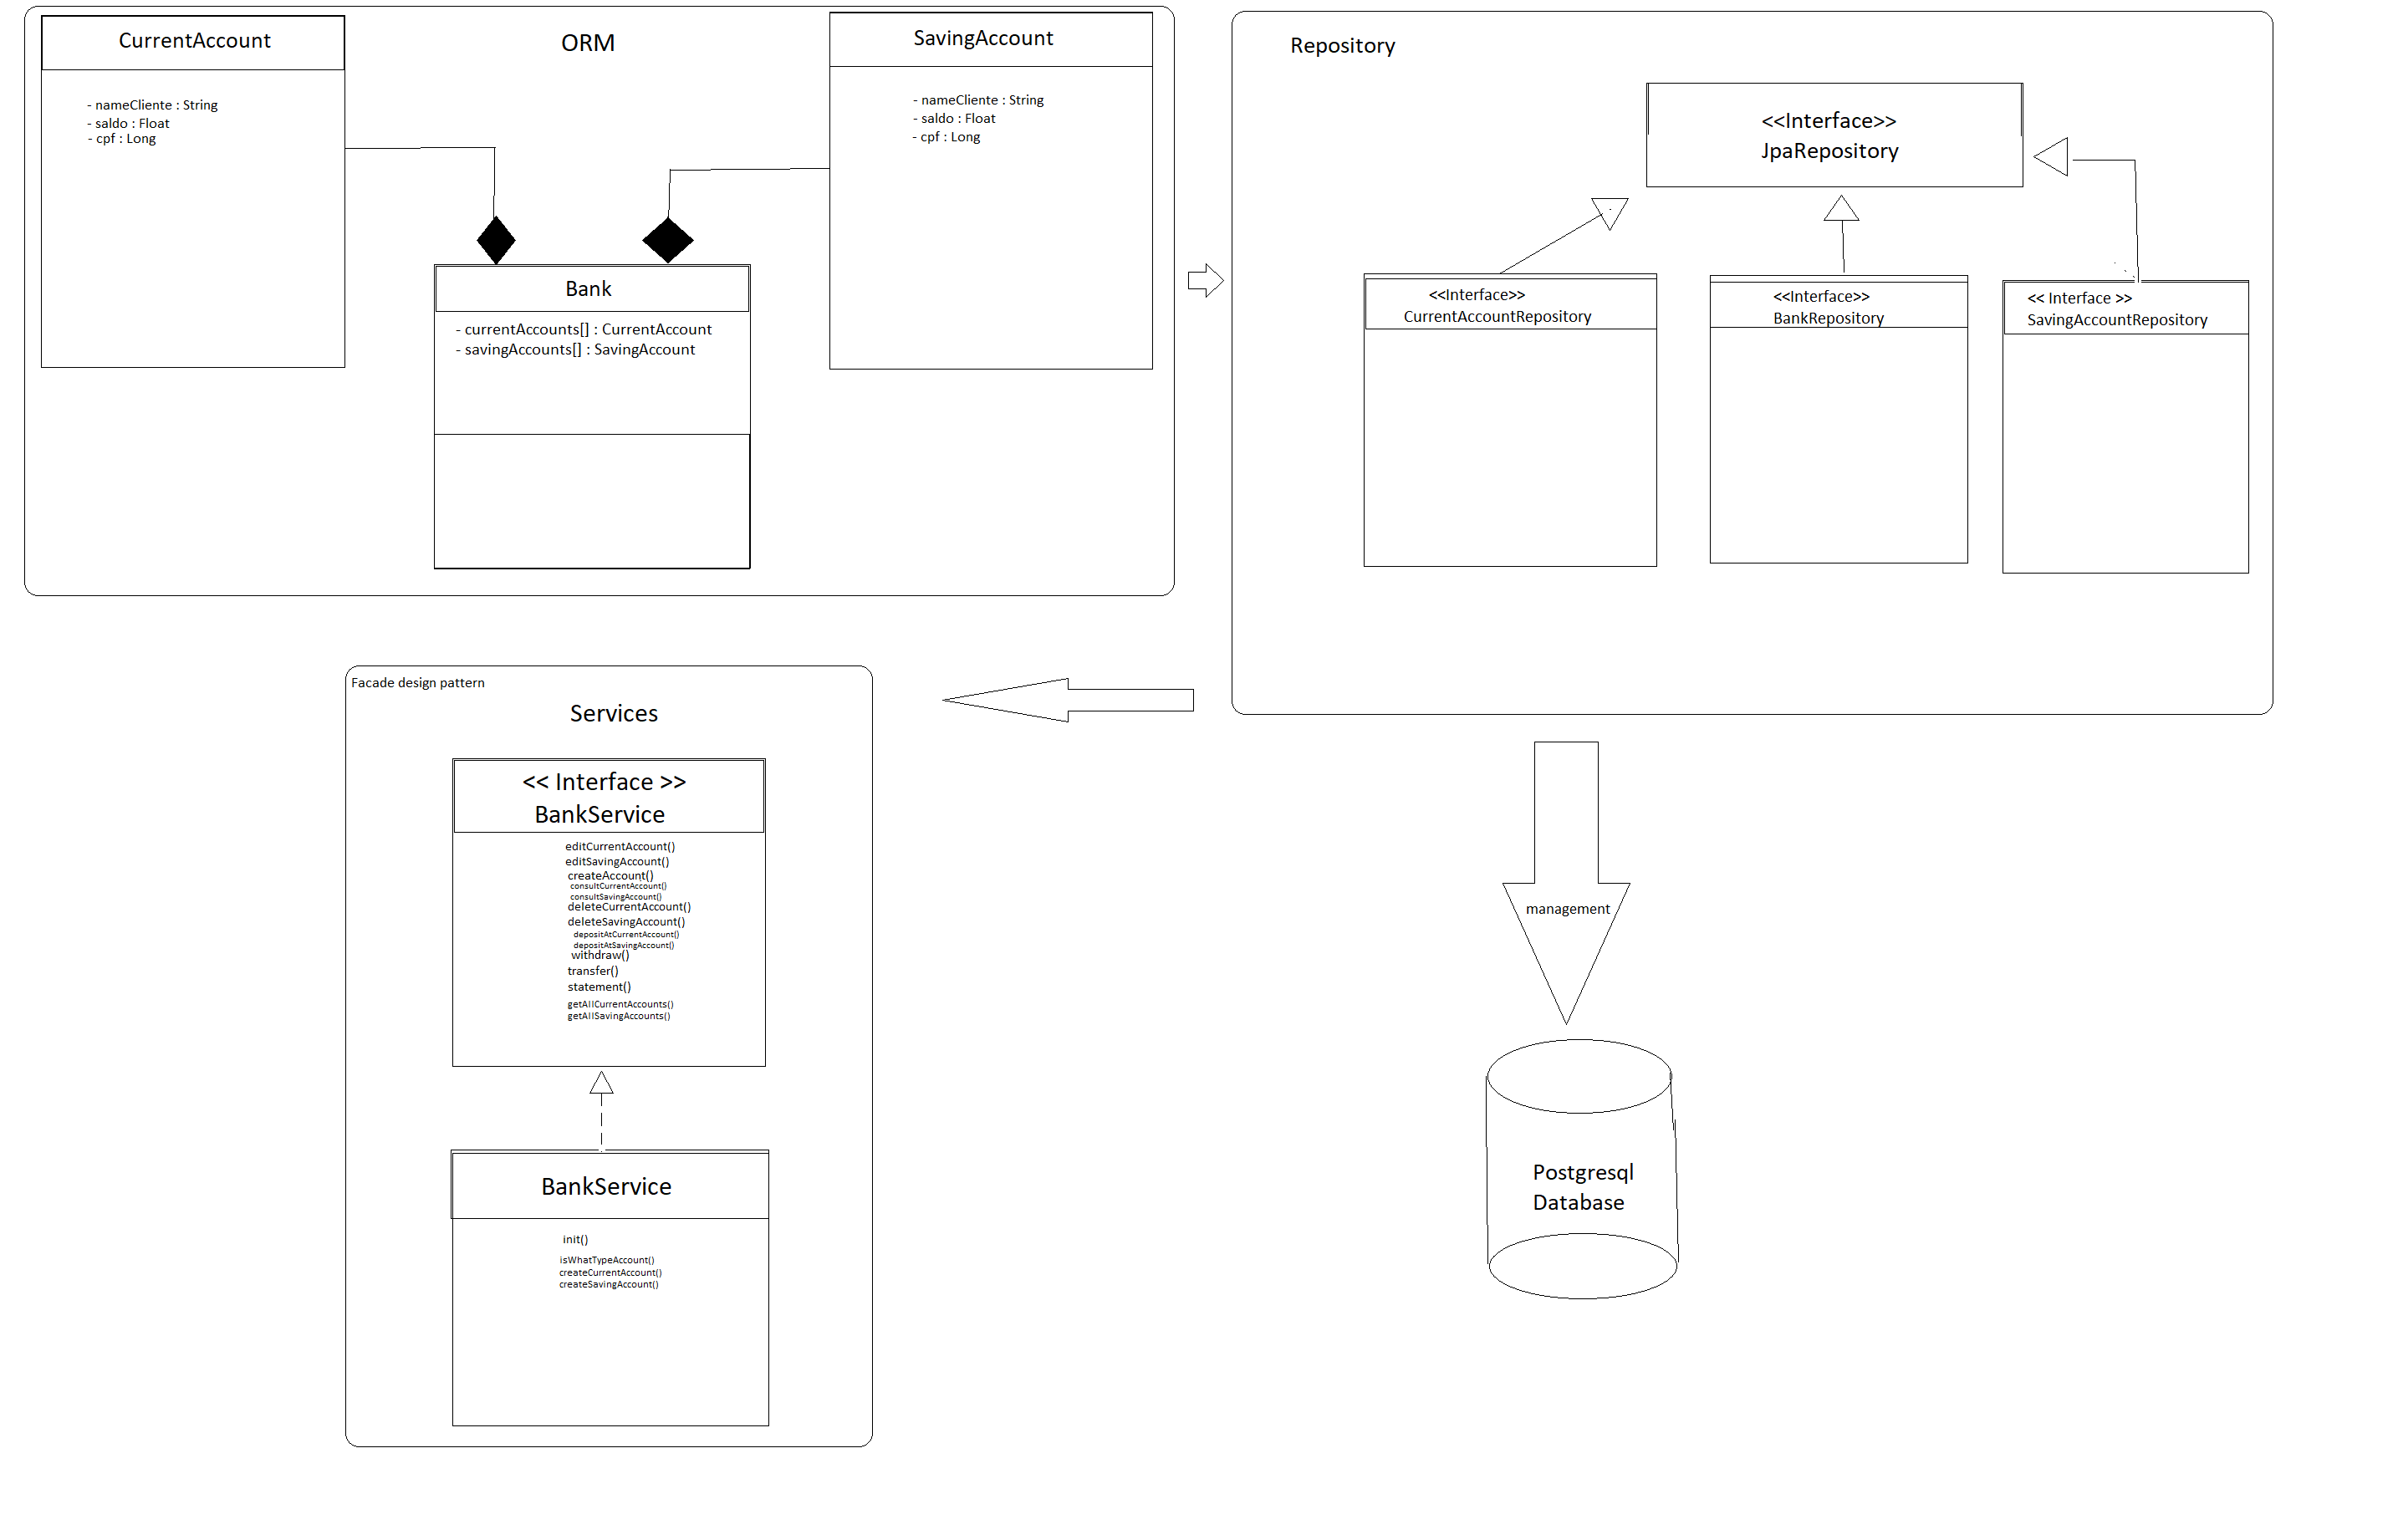 CurrentAccount
- nameCliente : String
- saldo : Float
- cpf : Long
ORM
SavingAccount
- nameCliente : String
- saldo : Float
- cpf : Long
Bank
- currentAccounts[] : CurrentAccount
- savingAccounts[] : SavingAccount
Repository
<<Interface>>
JpaRepository
<<Interface>>
CurrentAccountRepository
<<Interface>>
BankRepository
<< Interface >>
SavingAccountRepository
Facade design pattern
Services
<< Interface >>
BankService
editCurrentAccount()
editSavingAccount()
createAccount()
consultCurrentAccount()
consultSavingAccount()
deleteCurrentAccount()
deleteSavingAccount()
depositAtCurrentAccount()
depositAtSavingAccount()
withdraw()
transfer()
statement()
getAllCurrentAccounts()
getAllSavingAccounts()
BankService
init()
isWhatTypeAccount()
createCurrentAccount()
createSavingAccount()
management
Postgresql
Database